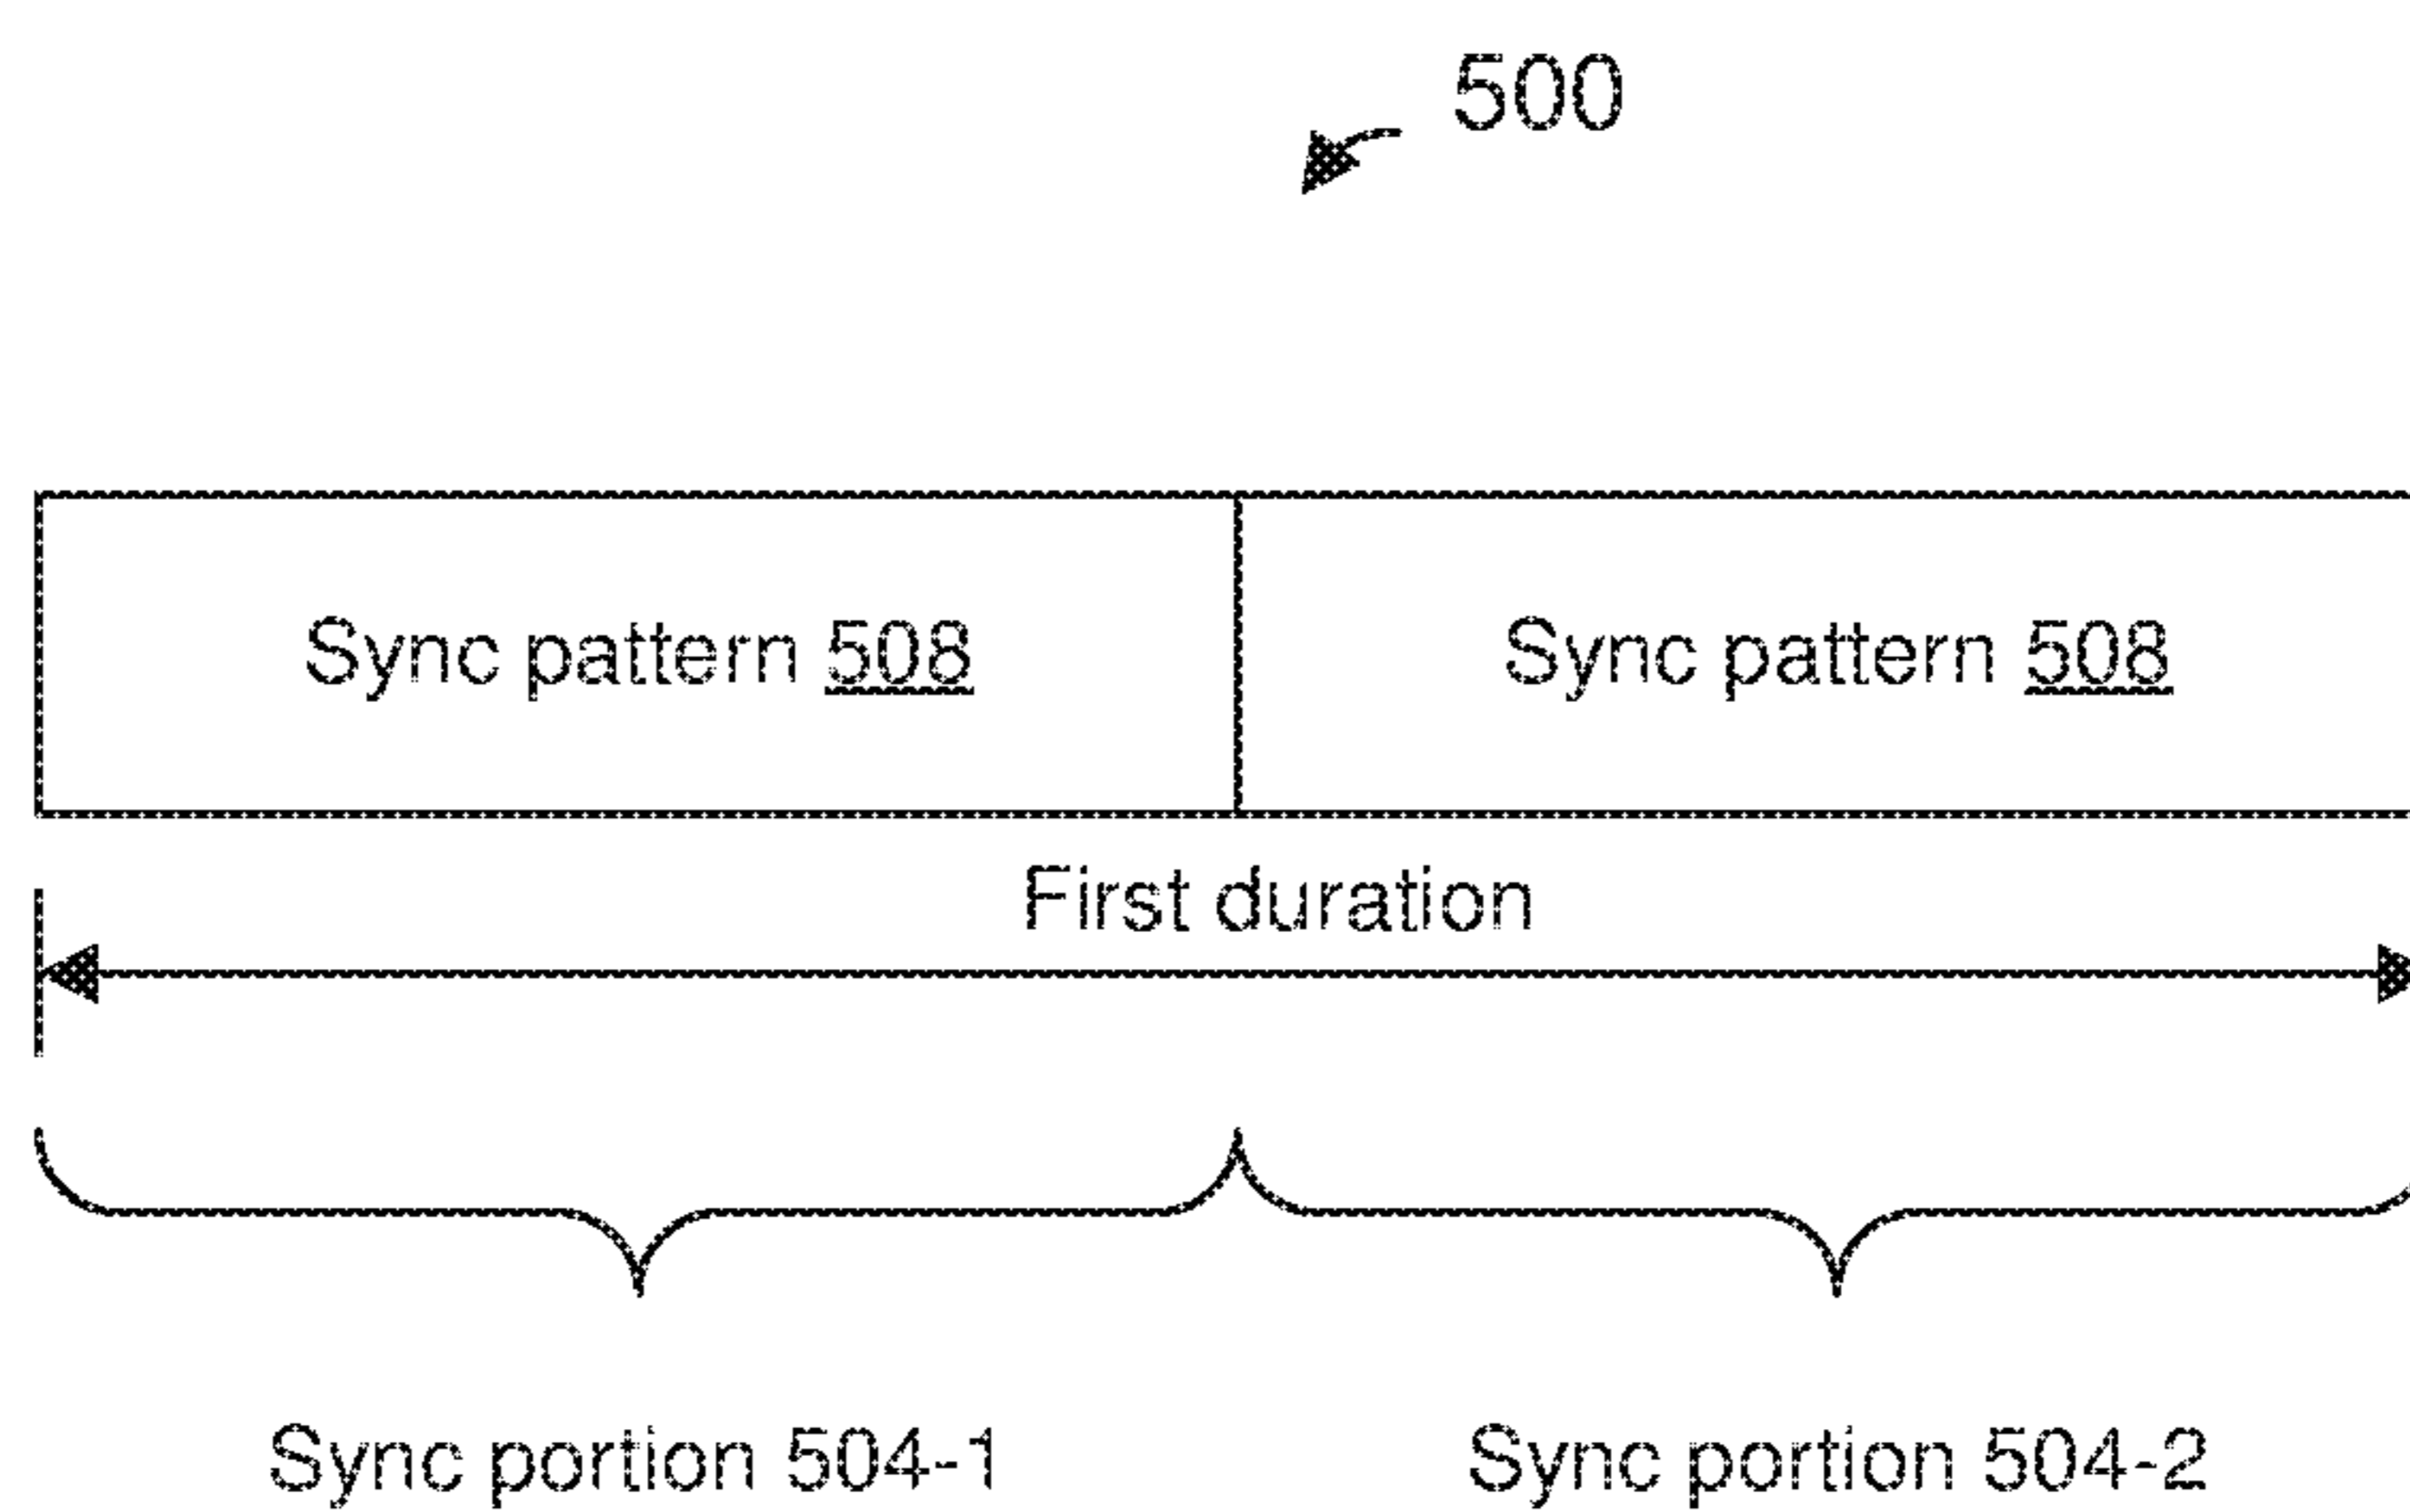 500
Sync pattern 508 Sync pattern 508
First duration
Sync portion 504-1 Sync portion 504-2